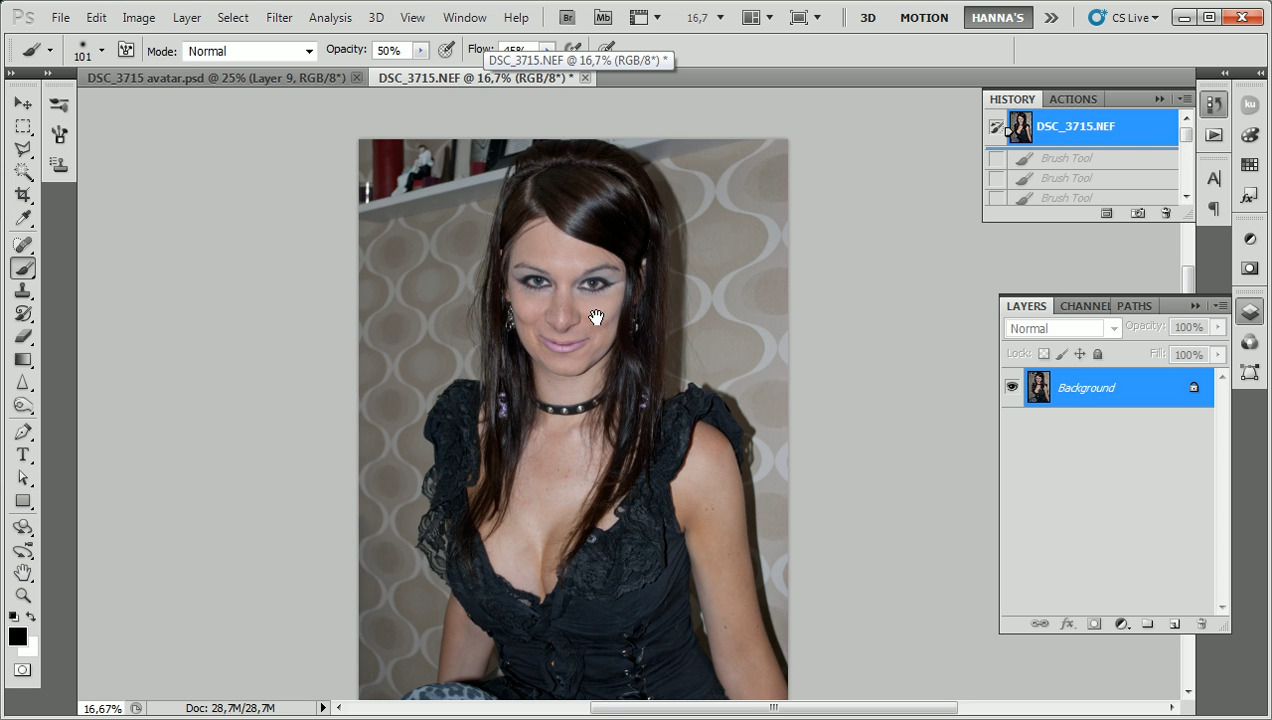 Ps File Edit Image Layer Select Filter Analysis 3D View Window Help Br Mb 16,7 3D MOTION HANNA'S CS Live
101 Mode: Normal Opacity: 50% Flow: 45%
DSC_3715.NEF @ 16,7% (RGB/8*) *
DSC_3715 avatar.psd @ 25% (Layer 9, RGB/8*) DSC_3715.NEF @ 16,7% (RGB/8*) *
HISTORY ACTIONS
DSC_3715.NEF
Brush Tool
Brush Tool
Brush Tool
LAYERS CHANNEL PATHS
Normal Opacity: 100%
Lock: Fill: 100%
Background
16,67% Doc: 28,7M/28,7M